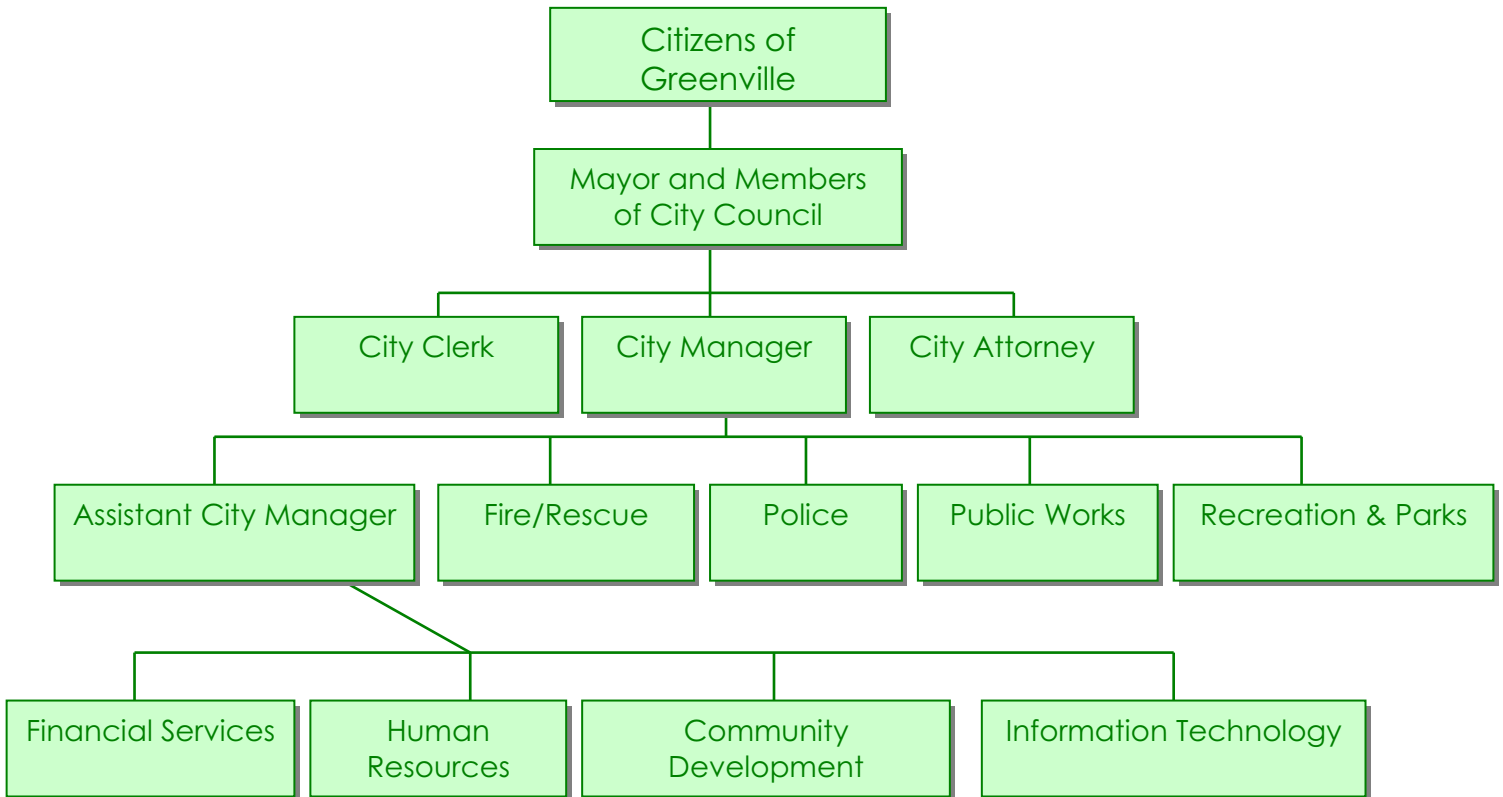 Citizens of
Greenville
Mayor and Members
of City Council
City Clerk
City Manager
City Attorney
Assistant City Manager
Fire/Rescue
Police
Public Works
Recreation & Parks
Financial Services
Human
Resources
Community
Development
Information Technology